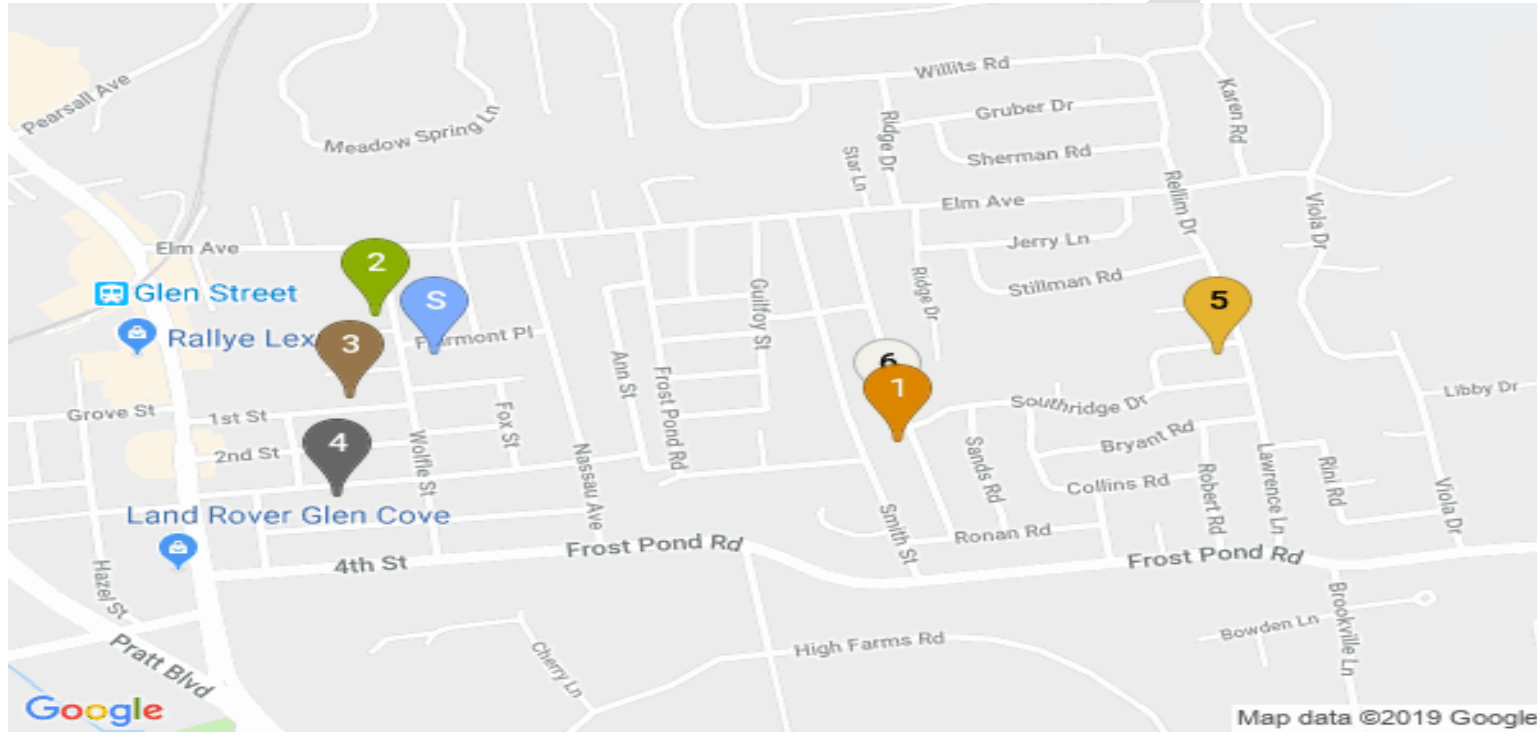 Willits Rd
Pearsall Ave
Karen Rd
Gruber Dr
Ridge Dr
Meadow Spring Ln
Star Ln
Sherman Rd
Rellim Dr
Elm Ave
Viola Dr
Elm Ave
Jerry Ln
2
Stillman Rd
Glen Street
S
Guilfoy St
Ridge Dr
5
Rallye Lex
3
Pl
6
1
Ann St
Libby Dr
Frost Pond Rd
Southridge Dr
Grove St
1st St
Fox St
Bryant Rd
4
2nd St
Wolfle St
Nassau Ave
Sands Rd
Lawrence Ln
Robert Rd
Rini Rd
Collins Rd
Viola Dr
Land Rover Glen Cove
Smith St
Ronan Rd
Frost Pond Rd
Frost Pond Rd
4th St
Hazel St
Brookville Ln
Bowden Ln
High Farms Rd
Cherry Ln
Pratt Blvd
Google
Map data ©2019 Google